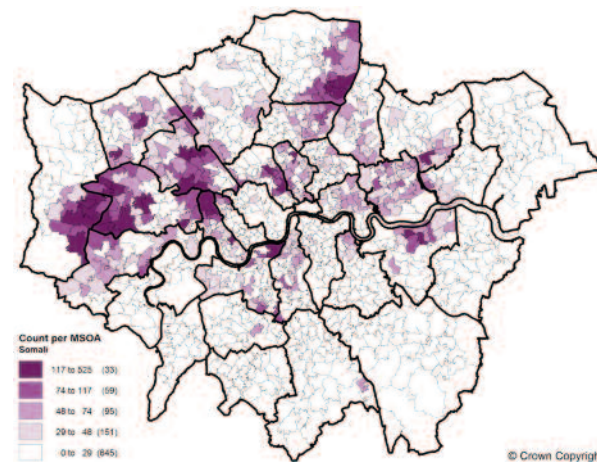 Count per MSOA
Somali
117 to 525 (33)
74 to 117 (59)
48 to 74 (95)
29 to 48 (151)
0 to 29 (645)
© Crown Copyright